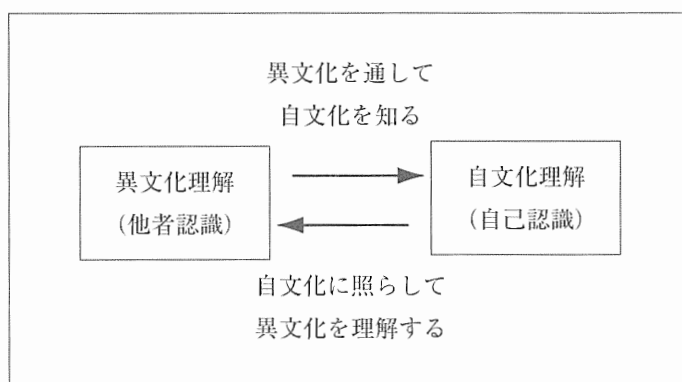 異文化を通して
自文化を知る
異文化理解
（他者認識）
自文化理解
（自己認識）
自文化に照らして
異文化を理解する